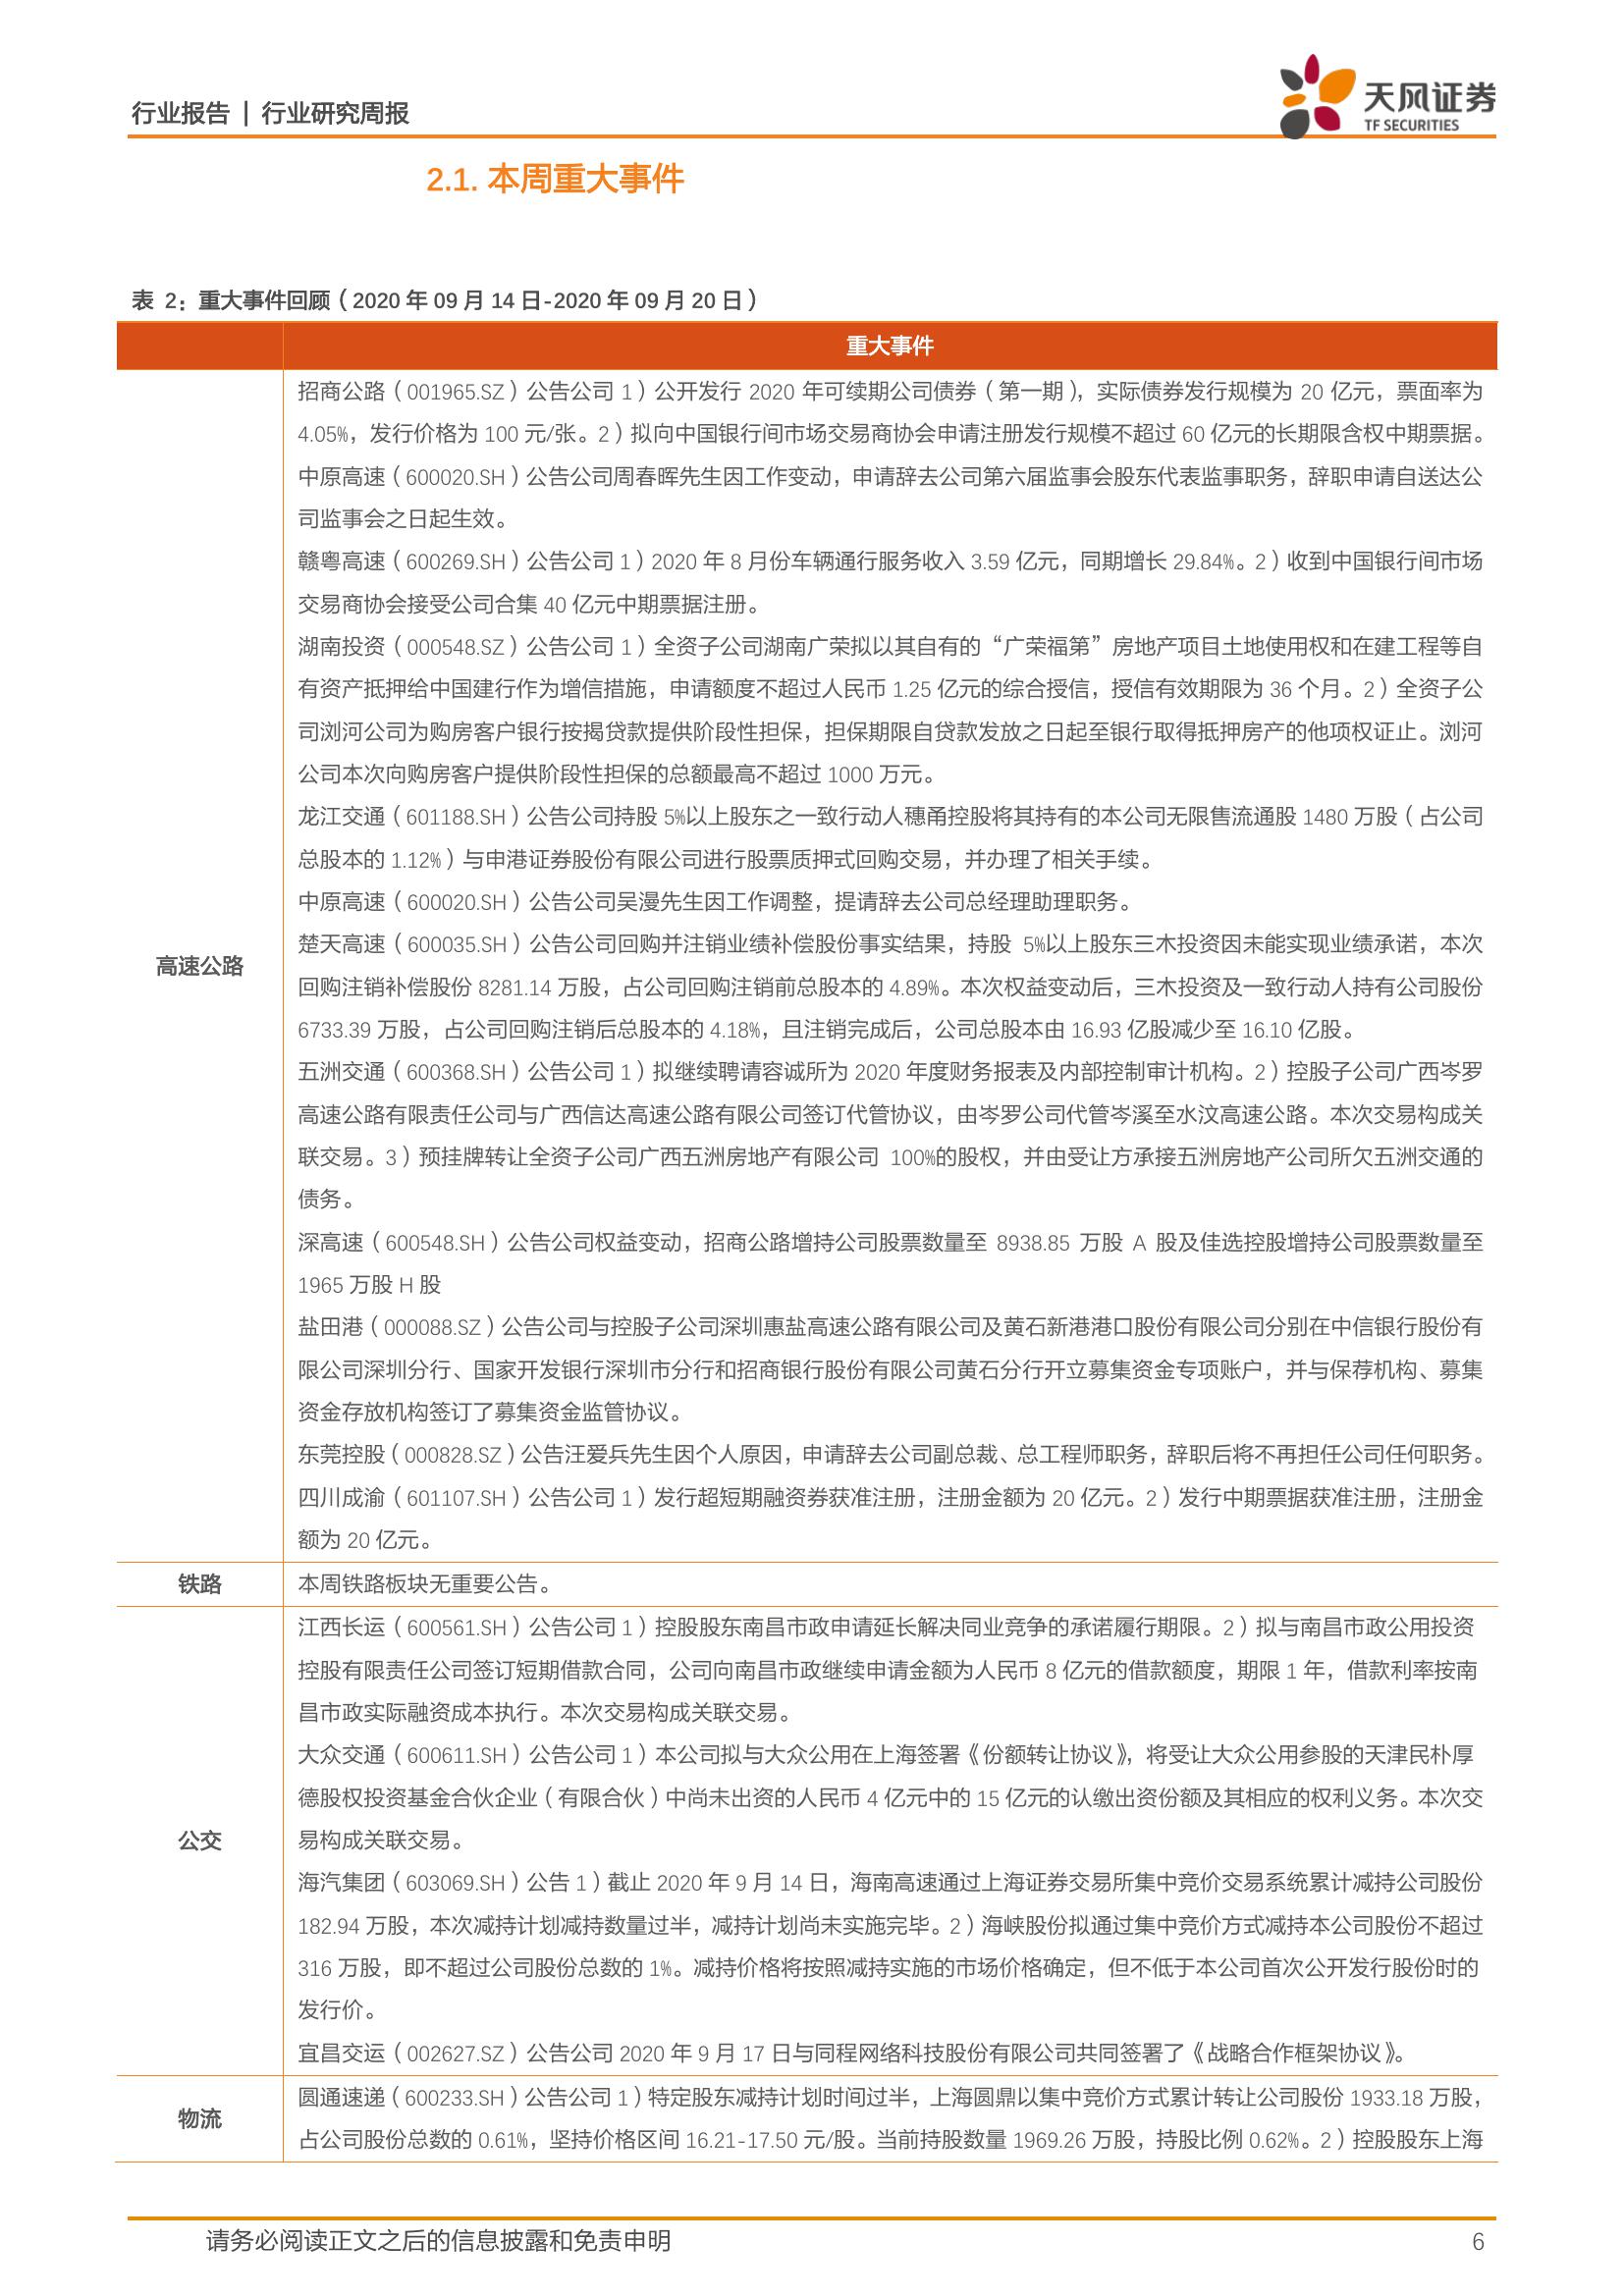 行业报告 | 行业研究周报
天风证券
TF SECURITIES
2.1. 本周重大事件
表 2：重大事件回顾（2020 年 09 月 14 日-2020 年 09 月 20 日）
重大事件
高速公路
招商公路（001965.SZ）公告公司 1）公开发行 2020 年可续期公司债券（第一期），实际债券发行规模为 20 亿元，票面率为
4.05%，发行价格为 100 元/张。2）拟向中国银行间市场交易商协会申请注册发行规模不超过 60 亿元的长期限含权中期票据。
中原高速（600020.SH）公告公司周春晖先生因工作变动，申请辞去公司第六届监事会股东代表监事职务，辞职申请自送达公
司监事会之日起生效。
赣粤高速（600269.SH）公告公司 1）2020 年 8 月份车辆通行服务收入 3.59 亿元，同期增长 29.84%。2）收到中国银行间市场
交易商协会接受公司合集 40 亿元中期票据注册。
湖南投资（000548.SZ）公告公司 1）全资子公司湖南广荣拟以其自有的“广荣福第”房地产项目土地使用权和在建工程等自
有资产抵押给中国建行作为增信措施，申请额度不超过人民币 1.25 亿元的综合授信，授信有效期限为 36 个月。2）全资子公
司浏河公司为购房客户银行按揭贷款提供阶段性担保，担保期限自贷款发放之日起至银行取得抵押房产的他项权证止。浏河
公司本次向购房客户提供阶段性担保的总额最高不超过 1000 万元。
龙江交通（601188.SH）公告公司持股 5%以上股东之一致行动人穗甬控股将其持有的本公司无限售流通股 1480 万股（占公司
总股本的 1.12%）与申港证券股份有限公司进行股票质押式回购交易，并办理了相关手续。
中原高速（600020.SH）公告公司吴漫先生因工作调整，提请辞去公司总经理助理职务。
楚天高速（600035.SH）公告公司回购并注销业绩补偿股份事实结果，持股 5%以上股东三木投资因未能实现业绩承诺，本次
回购注销补偿股份 8281.14 万股，占公司回购注销前总股本的 4.89%。本次权益变动后，三木投资及一致行动人持有公司股份
6733.39 万股，占公司回购注销后总股本的 4.18%，且注销完成后，公司总股本由 16.93 亿股减少至 16.10 亿股。
五洲交通（600368.SH）公告公司 1）拟继续聘请容诚所为 2020 年度财务报表及内部控制审计机构。2）控股子公司广西岑罗
高速公路有限责任公司与广西信达高速公路有限公司签订代管协议，由岑罗公司代管岑溪至水汶高速公路。本次交易构成关
联交易。3）预挂牌转让全资子公司广西五洲房地产有限公司 100%的股权，并由受让方承接五洲房地产公司所欠五洲交通的
债务。
深高速（600548.SH）公告公司权益变动，招商公路增持公司股票数量至 8938.85 万股 A 股及佳选控股增持公司股票数量至
1965 万股 H 股
盐田港（000088.SZ）公告公司与控股子公司深圳惠盐高速公路有限公司及黄石新港港口股份有限公司分别在中信银行股份有
限公司深圳分行、国家开发银行深圳市分行和招商银行股份有限公司黄石分行开立募集资金专项账户，并与保荐机构、募集
资金存放机构签订了募集资金监管协议。
东莞控股（000828.SZ）公告汪爱兵先生因个人原因，申请辞去公司副总裁、总工程师职务，辞职后将不再担任公司任何职务。
四川成渝（601107.SH）公告公司 1）发行超短期融资券获准注册，注册金额为 20 亿元。2）发行中期票据获准注册，注册金
额为 20 亿元。
铁路
本周铁路板块无重要公告。
公交
江西长运（600561.SH）公告公司 1）控股股东南昌市政申请延长解决同业竞争的承诺履行期限。2）拟与南昌市政公用投资
控股有限责任公司签订短期借款合同，公司向南昌市政继续申请金额为人民币 8 亿元的借款额度，期限 1 年，借款利率按南
昌市政实际融资成本执行。本次交易构成关联交易。
大众交通（600611.SH）公告公司 1）本公司拟与大众公用在上海签署《份额转让协议》，将受让大众公用参股的天津民朴厚
德股权投资基金合伙企业（有限合伙）中尚未出资的人民币 4 亿元中的 15 亿元的认缴出资份额及其相应的权利义务。本次交
易构成关联交易。
海汽集团（603069.SH）公告 1）截止 2020 年 9 月 14 日，海南高速通过上海证券交易所集中竞价交易系统累计减持公司股份
182.94 万股，本次减持计划减持数量过半，减持计划尚未实施完毕。2）海峡股份拟通过集中竞价方式减持本公司股份不超过
316 万股，即不超过公司股份总数的 1%。减持价格将按照减持实施的市场价格确定，但不低于本公司首次公开发行股份时的
发行价。
宜昌交运（002627.SZ）公告公司 2020 年 9 月 17 日与同程网络科技股份有限公司共同签署了《战略合作框架协议》。
物流
圆通速递（600233.SH）公告公司 1）特定股东减持计划时间过半，上海圆鼎以集中竞价方式累计转让公司股份 1933.18 万股，
占公司股份总数的 0.61%，坚持价格区间 16.21-17.50 元/股。当前持股数量 1969.26 万股，持股比例 0.62%。2）控股股东上海
请务必阅读正文之后的信息披露和免责申明
6